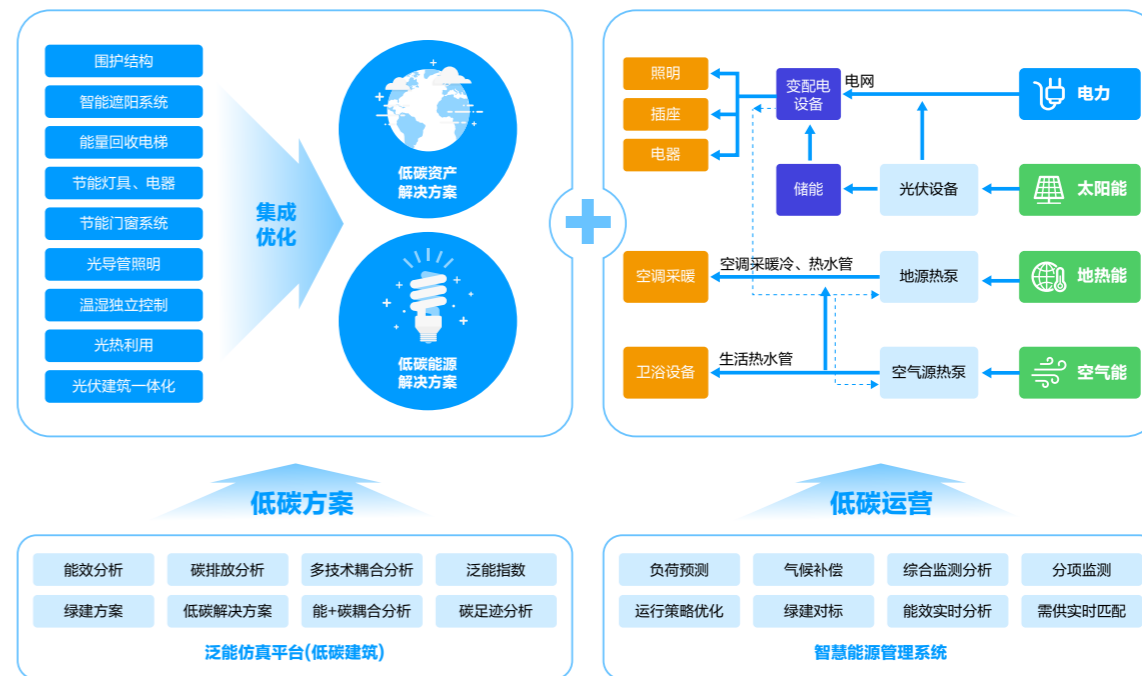 围护结构
智能遮阳系统
能量回收电梯
节能灯具、电器
节能门窗系统
光导管照明
温湿独立控制
光热利用
光伏建筑一体化
集成
优化
低碳资产
解决方案
低碳能源
解决方案
照明
插座
电器
变配电
设备
电网
电力
储能
光伏设备
太阳能
空调采暖
空调采暖冷、热水管
地源热泵
地热能
卫浴设备
生活热水管
空气源热泵
空气能
低碳方案
能效分析
碳排放分析
多技术耦合分析
泛能指数
绿建方案
低碳解决方案
能+碳耦合分析
碳足迹分析
泛能仿真平台(低碳建筑)
低碳运营
负荷预测
气候补偿
综合监测分析
分项监测
运行策略优化
绿建对标
能效实时分析
需供实时匹配
智慧能源管理系统